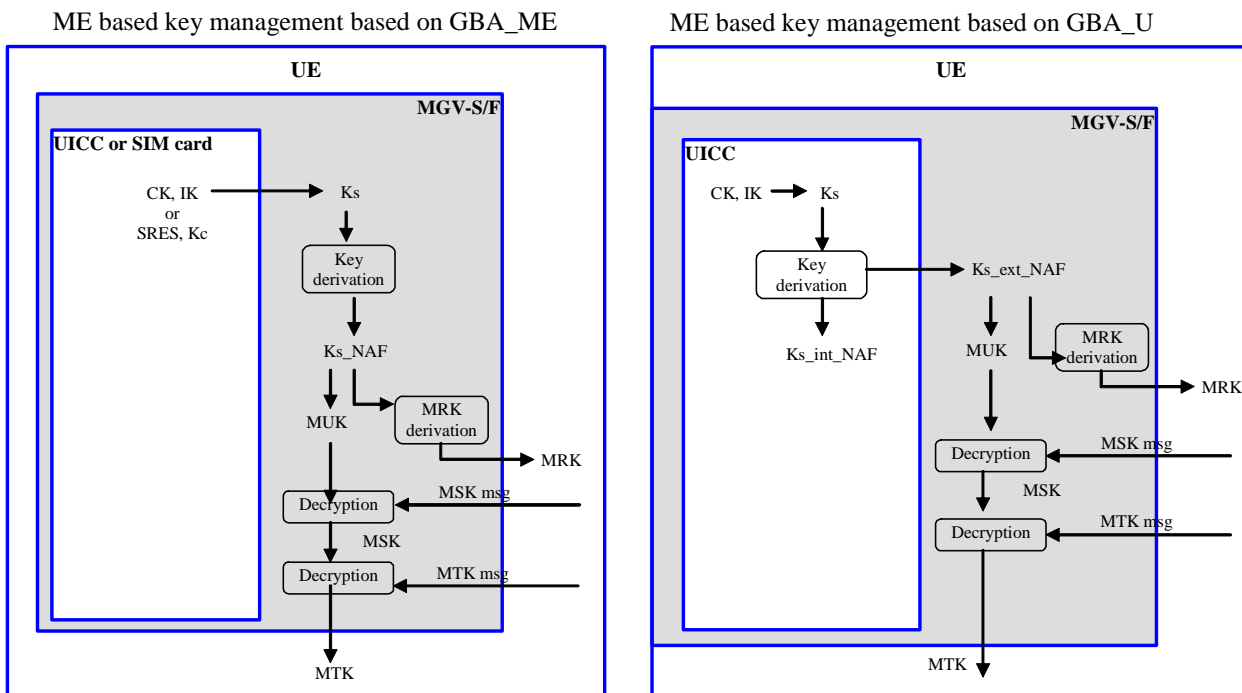 ME based key management based on GBA_ME
UE
MGV-S/F
UICC or SIM card
CK, IK
or
SRES, Kc
Ks
Key
derivation
Ks_NAF
MUK
MRK
derivation
MRK
Decryption
MSK msg
MSK
Decryption
MTK msg
MTK
ME based key management based on GBA_U
UE
MGV-S/F
UICC
CK, IK
Ks
Key
derivation
Ks_ext_NAF
Ks_int_NAF
MUK
MRK
derivation
MRK
Decryption
MSK msg
MSK
Decryption
MTK msg
MTK